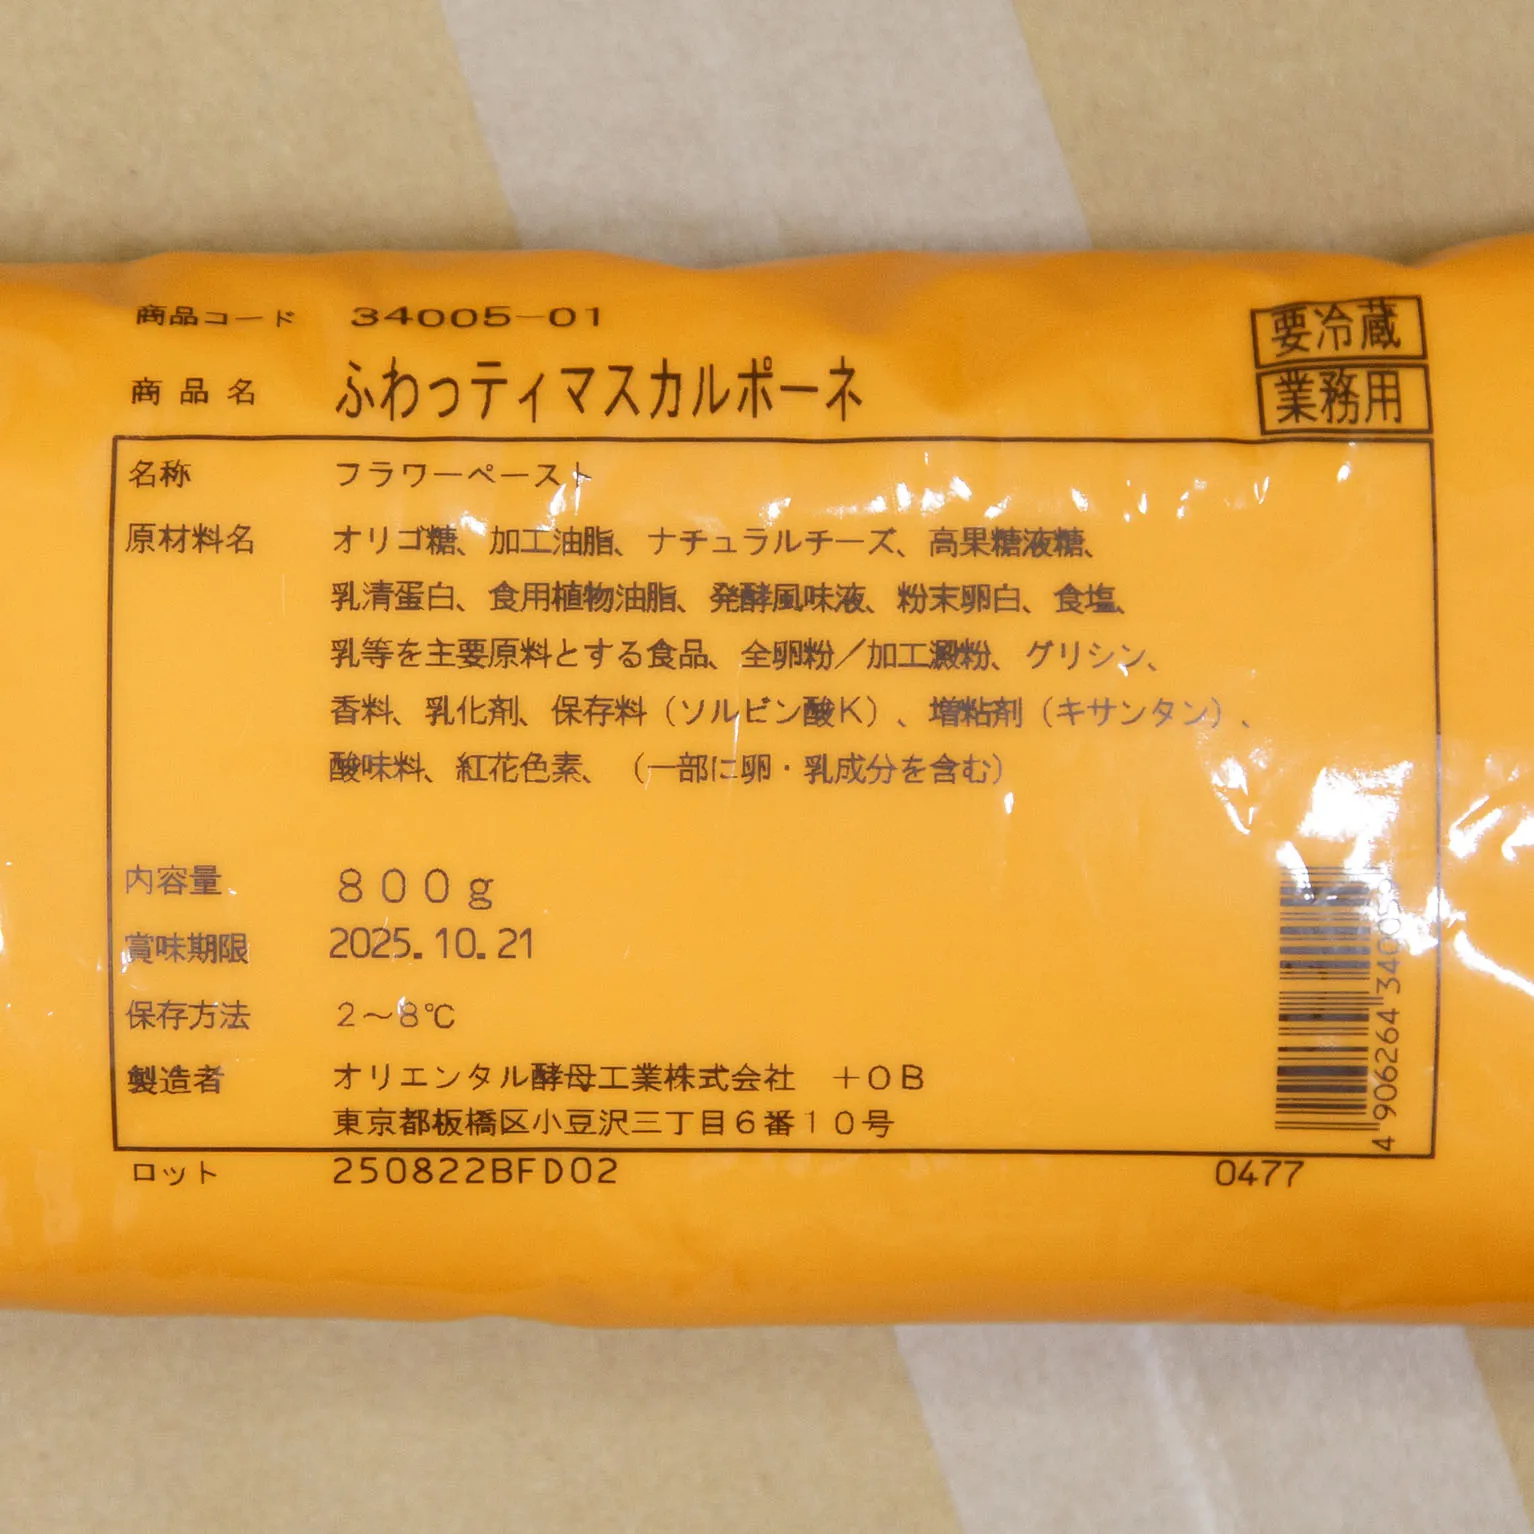 商品コード 34005-01
要冷蔵
商品名 ふわっティマスカルポーネ
業務用
名称 フラワーペースト
原材料名 オリゴ糖、加工油脂、ナチュラルチーズ、高果糖液糖、
乳清蛋白、食用植物油脂、発酵風味液、粉末卵白、食塩、
乳等を主要原料とする食品、全卵粉／加工澱粉、グリシン、
香料、乳化剤、保存料（ソルビン酸K）、増粘剤（キサンタン）、
酸味料、紅花色素、（一部に卵・乳成分を含む）
内容量 800g
賞味期限 2025.10.21
保存方法 2～8℃
製造者 オリエンタル酵母工業株式会社 +OB
東京都板橋区小豆沢三丁目6番10号
ロット 250822BFD02
0477
4 906264 34005